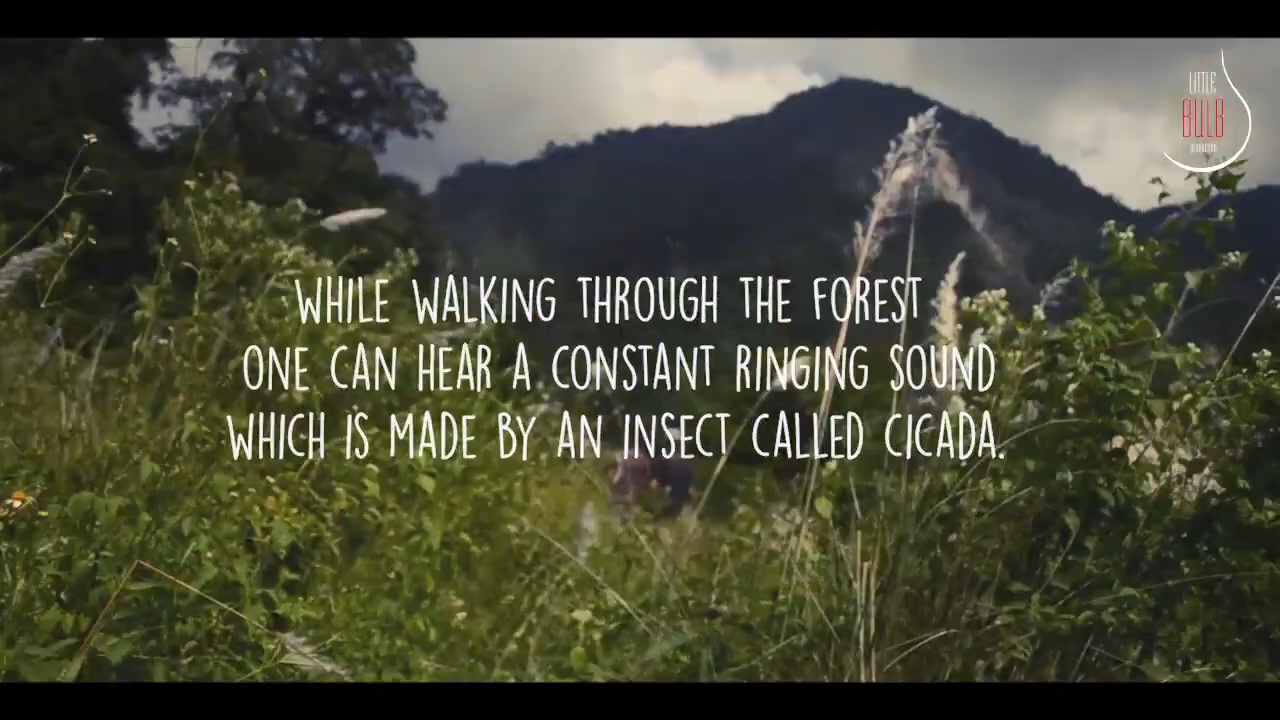 LITTLE
BULB
WHILE WALKING THROUGH THE FOREST
ONE CAN HEAR A CONSTANT RINGING SOUND
WHICH IS MADE BY AN INSECT CALLED CICADA.